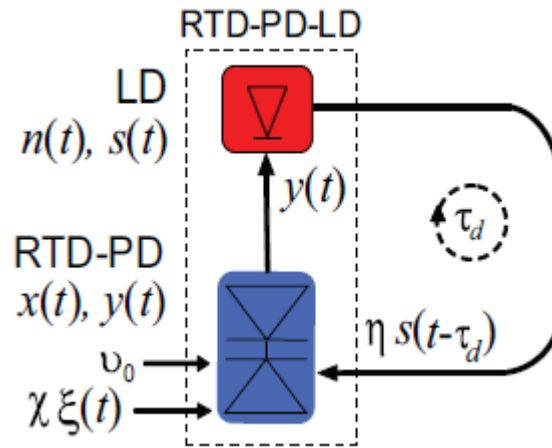 RTD-PD-LD
LD
n(t), s(t)
y(t)
τd
RTD-PD
x(t), y(t)
υ0
η s(t-τd)
χ ξ(t)